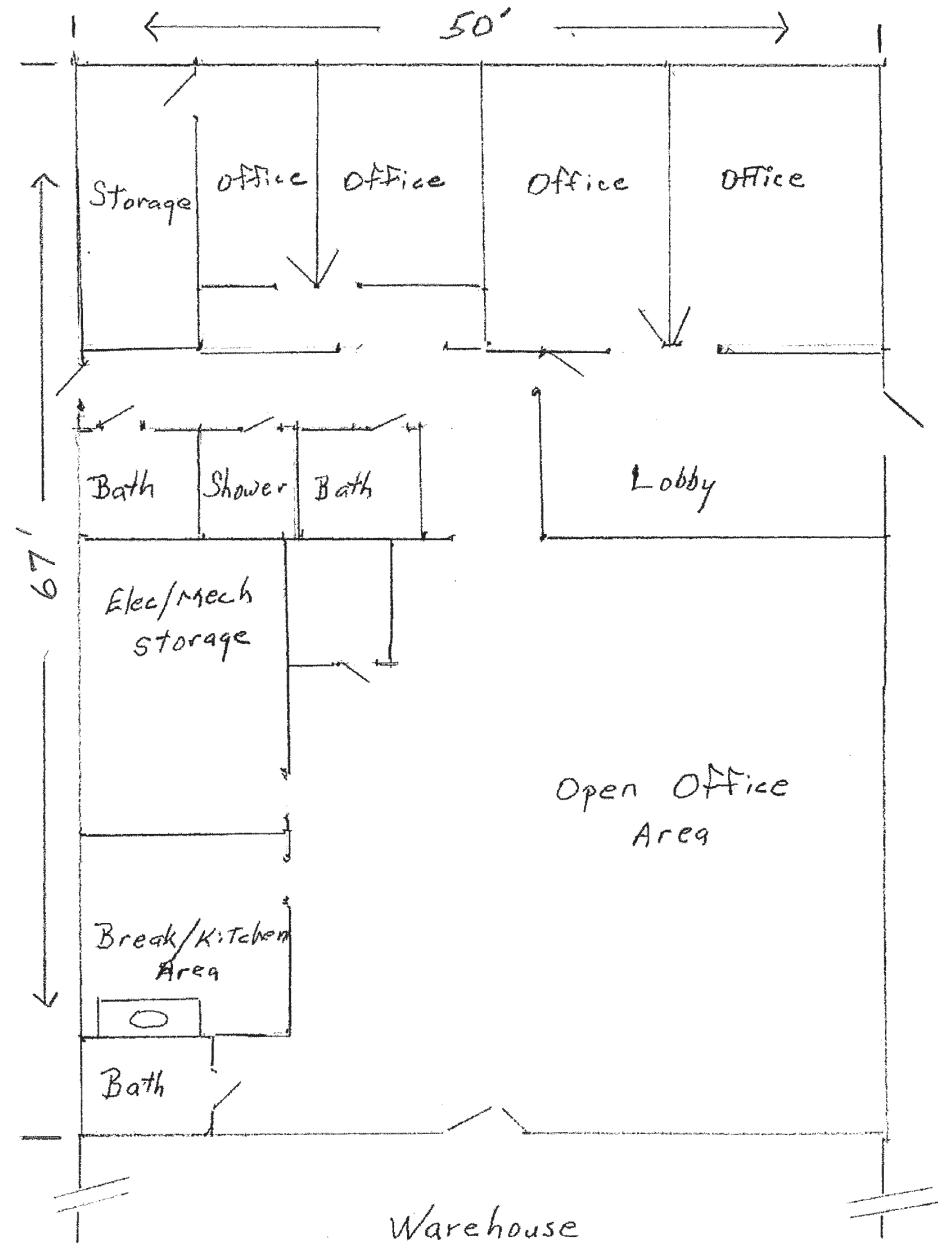 50'
Storage
Office
Office
Office
Office
Bath
Shower
Bath
Lobby
67'
Elec/Mech
Storage
Open Office
Area
Break/Kitchen
Area
Bath
Warehouse